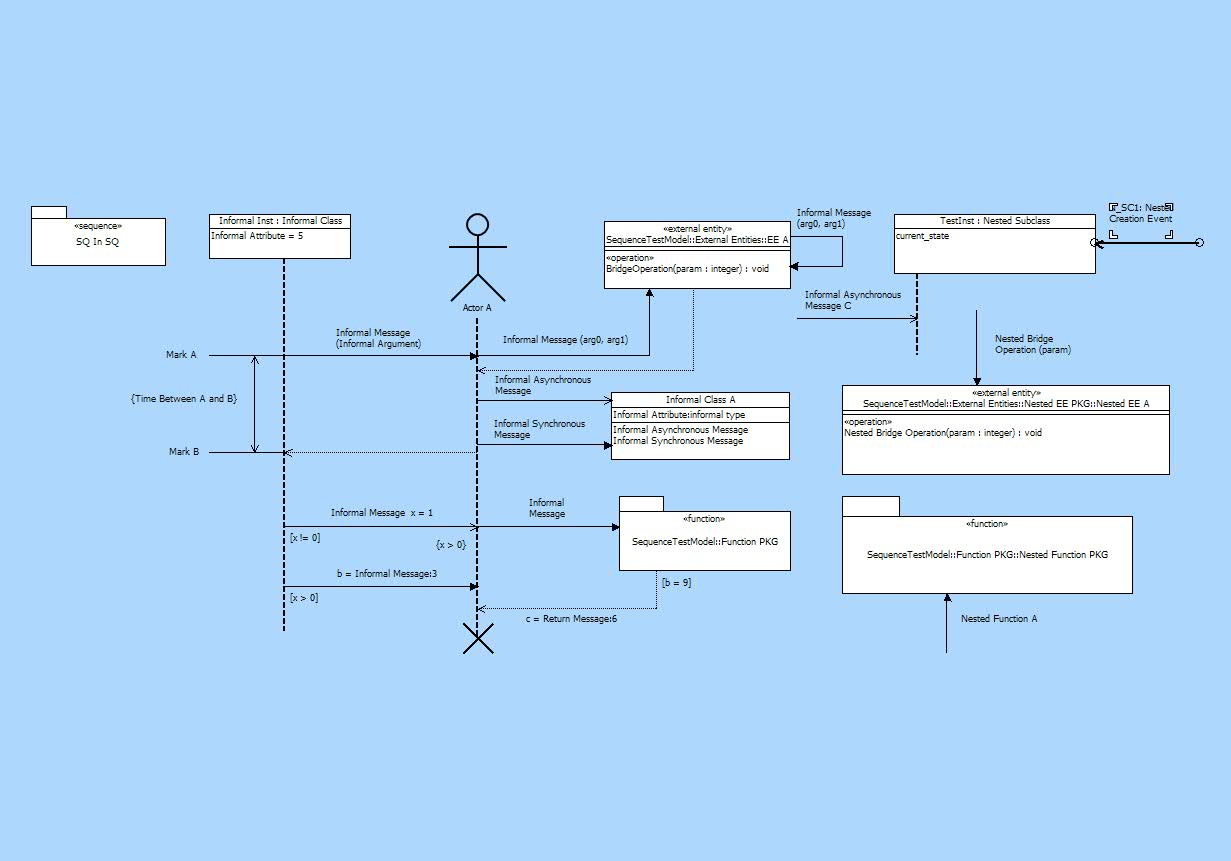 «sequence»
SQ In SQ
Informal Inst : Informal Class
Informal Attribute = 5
Actor A
«external entity»
SequenceTestModel::External Entities::EE A
«operation»
BridgeOperation(param : integer) : void
Informal Message
(arg0, arg1)
TestInst : Nested Subclass
current_state
_SC1: Nested
Creation Event
Informal Asynchronous
Message C
Mark A
Informal Message
(Informal Argument)
Informal Message (arg0, arg1)
Nested Bridge
Operation (param)
{Time Between A and B}
Informal Asynchronous
Message
Informal Synchronous
Message
Informal Class A
Informal Attribute:informal type
Informal Asynchronous Message
Informal Synchronous Message
«external entity»
SequenceTestModel::External Entities::Nested EE PKG::Nested EE A
«operation»
Nested Bridge Operation(param : integer) : void
Mark B
Informal Message  x = 1
[x != 0]
{x > 0}
Informal
Message
«function»
SequenceTestModel::Function PKG
«function»
SequenceTestModel::Function PKG::Nested Function PKG
b = Informal Message:3
[x > 0]
[b = 9]
c = Return Message:6
Nested Function A